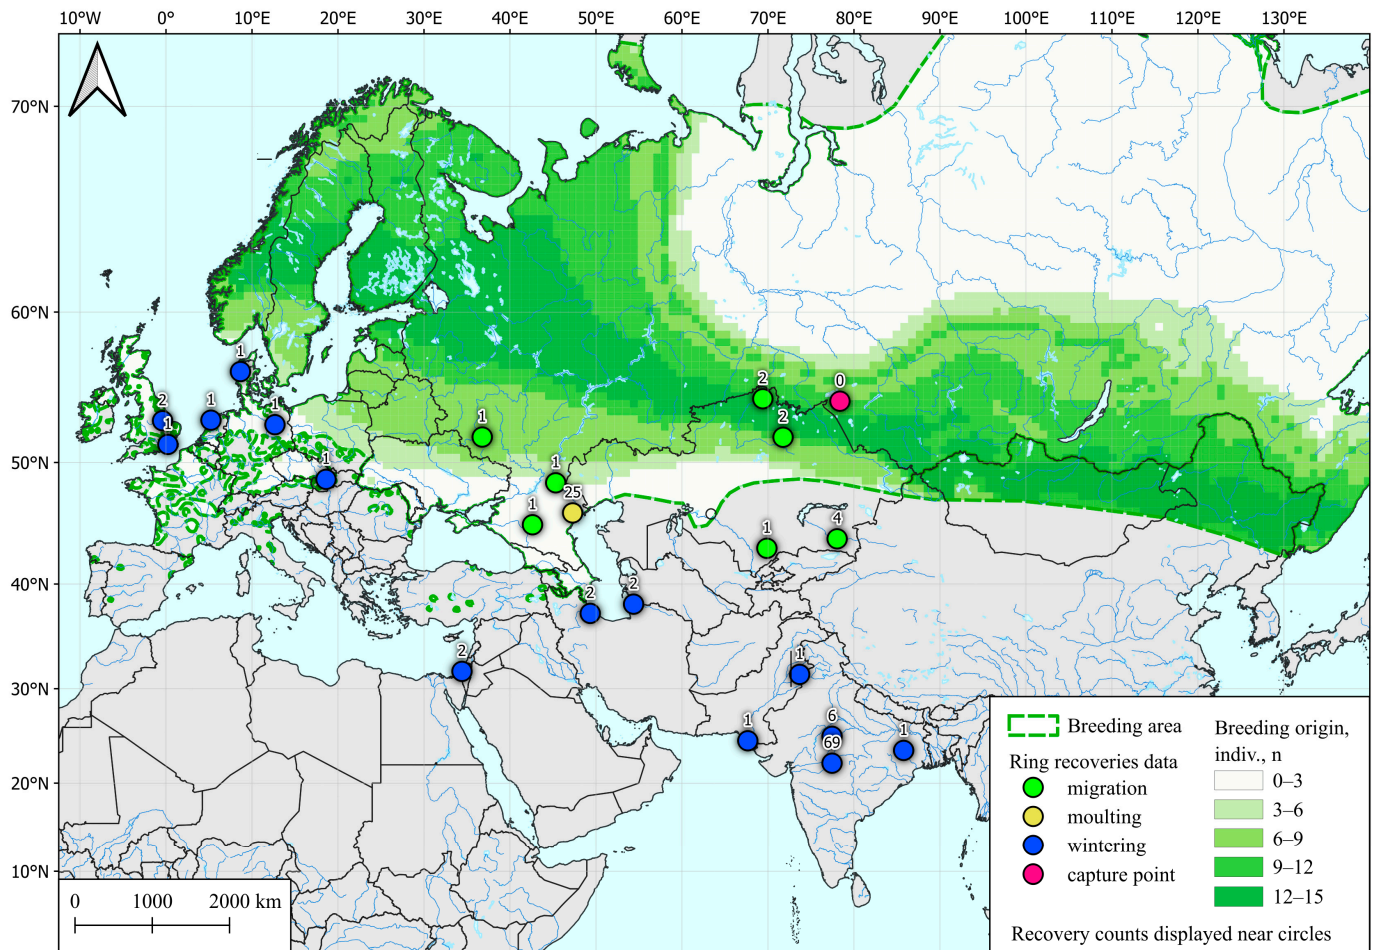 10°W 0° 10°E 20°E 30°E 40°E 50°E 60°E 70°E 80°E 90°E 100°E 110°E 120°E 130°E
70°N
60°N
1
2
0
2
1
1
2
1
1
1
50°N
1
1
25
1
1
4
40°N
2
2
2
1
30°N
1
6
69
1
20°N
10°N
Breeding area
Ring recoveries data
migration
moulting
wintering
capture point
Breeding origin,
indiv., n
0–3
3–6
6–9
9–12
12–15
Recovery counts displayed near circles
0 1000 2000 km